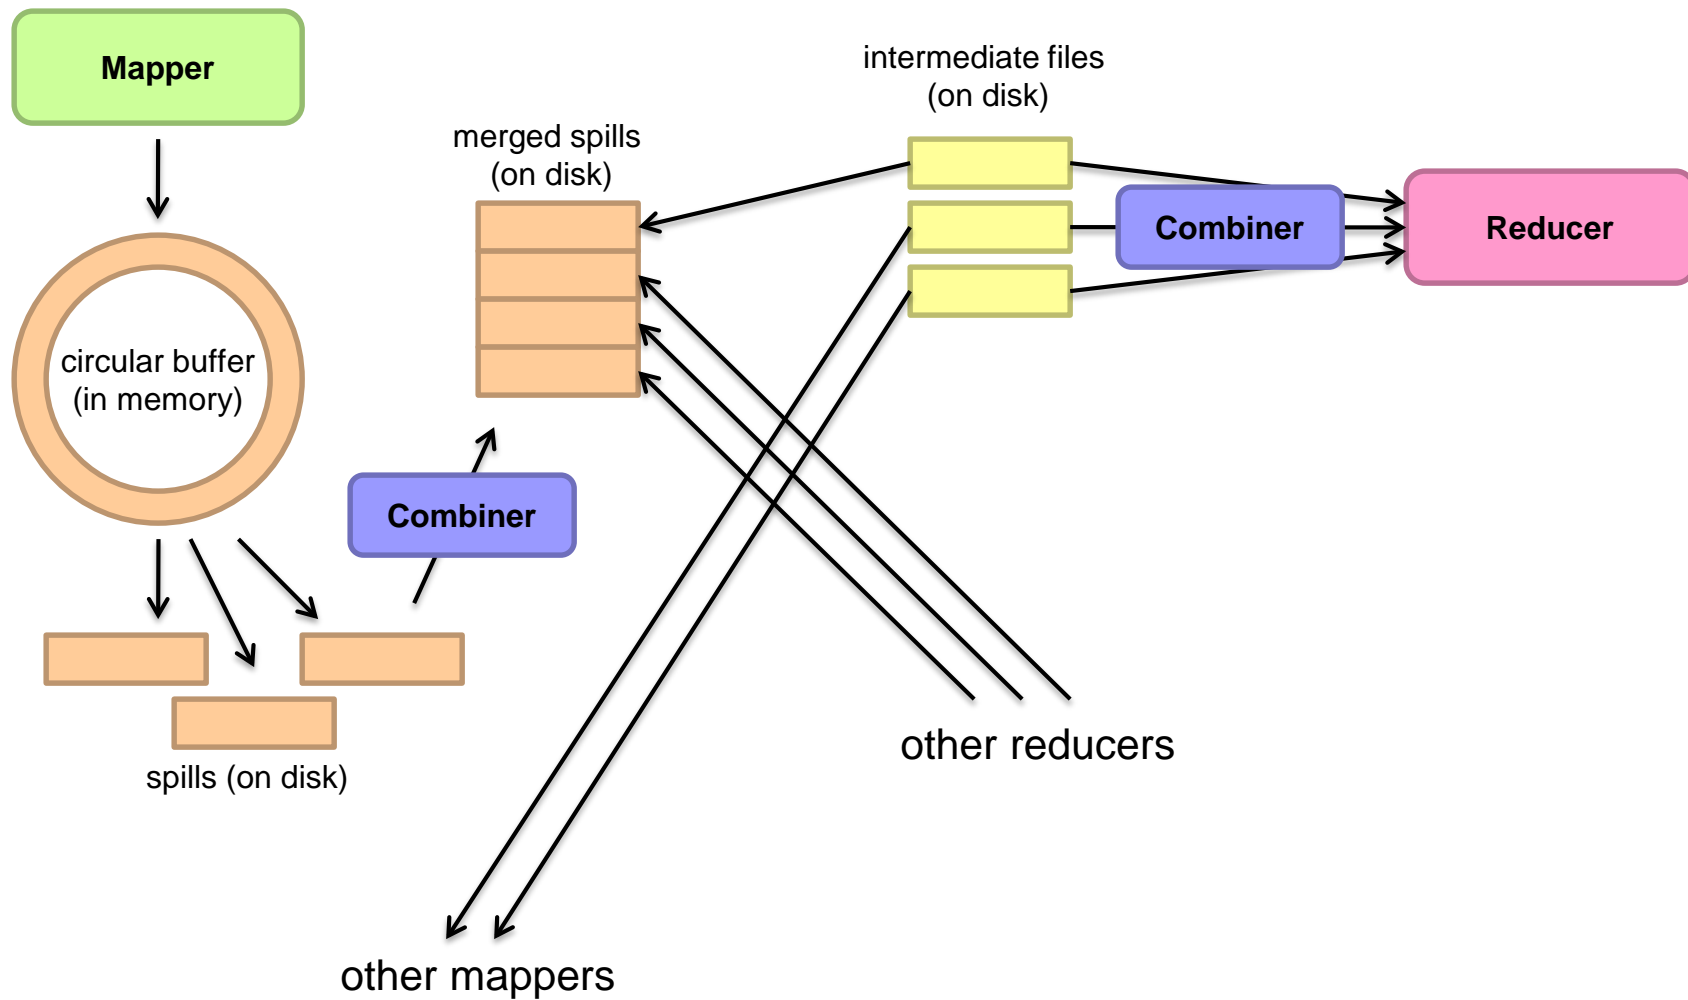 Mapper
intermediate files
(on disk)
merged spills
(on disk)
Combiner
Reducer
circular buffer
(in memory)
Combiner
other reducers
spills (on disk)
other mappers